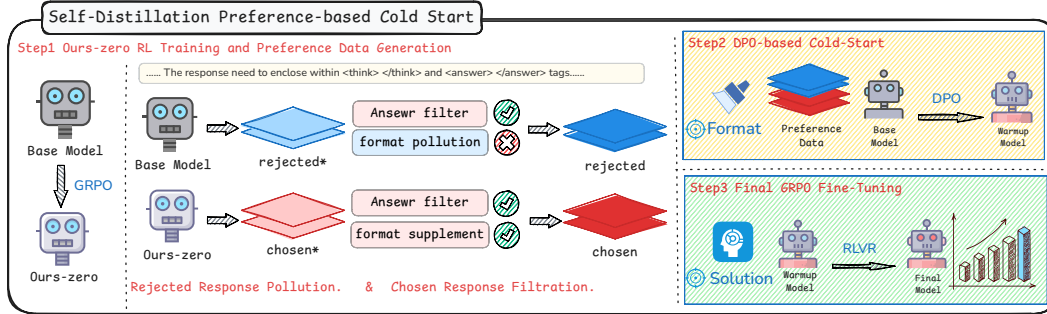 Self-Distillation Preference-based Cold Start
Step1 Ours-zero RL Training and Preference Data Generation
...... The response need to enclose within <think> </think> and <answer> </answer> tags......
Base Model
GRPO
Ours-zero
Base Model
rejected*
Ansewr filter
format pollution
rejected
Ours-zero
chosen*
Ansewr filter
format supplement
chosen
Rejected Response Pollution. & Chosen Response Filtration.
Step2 DPO-based Cold-Start
Format
Preference
Data
Base
Model
DPO
Warmup
Model
Step3 Final GRPO Fine-Tuning
Solution
Warmup
Model
RLVR
Final
Model